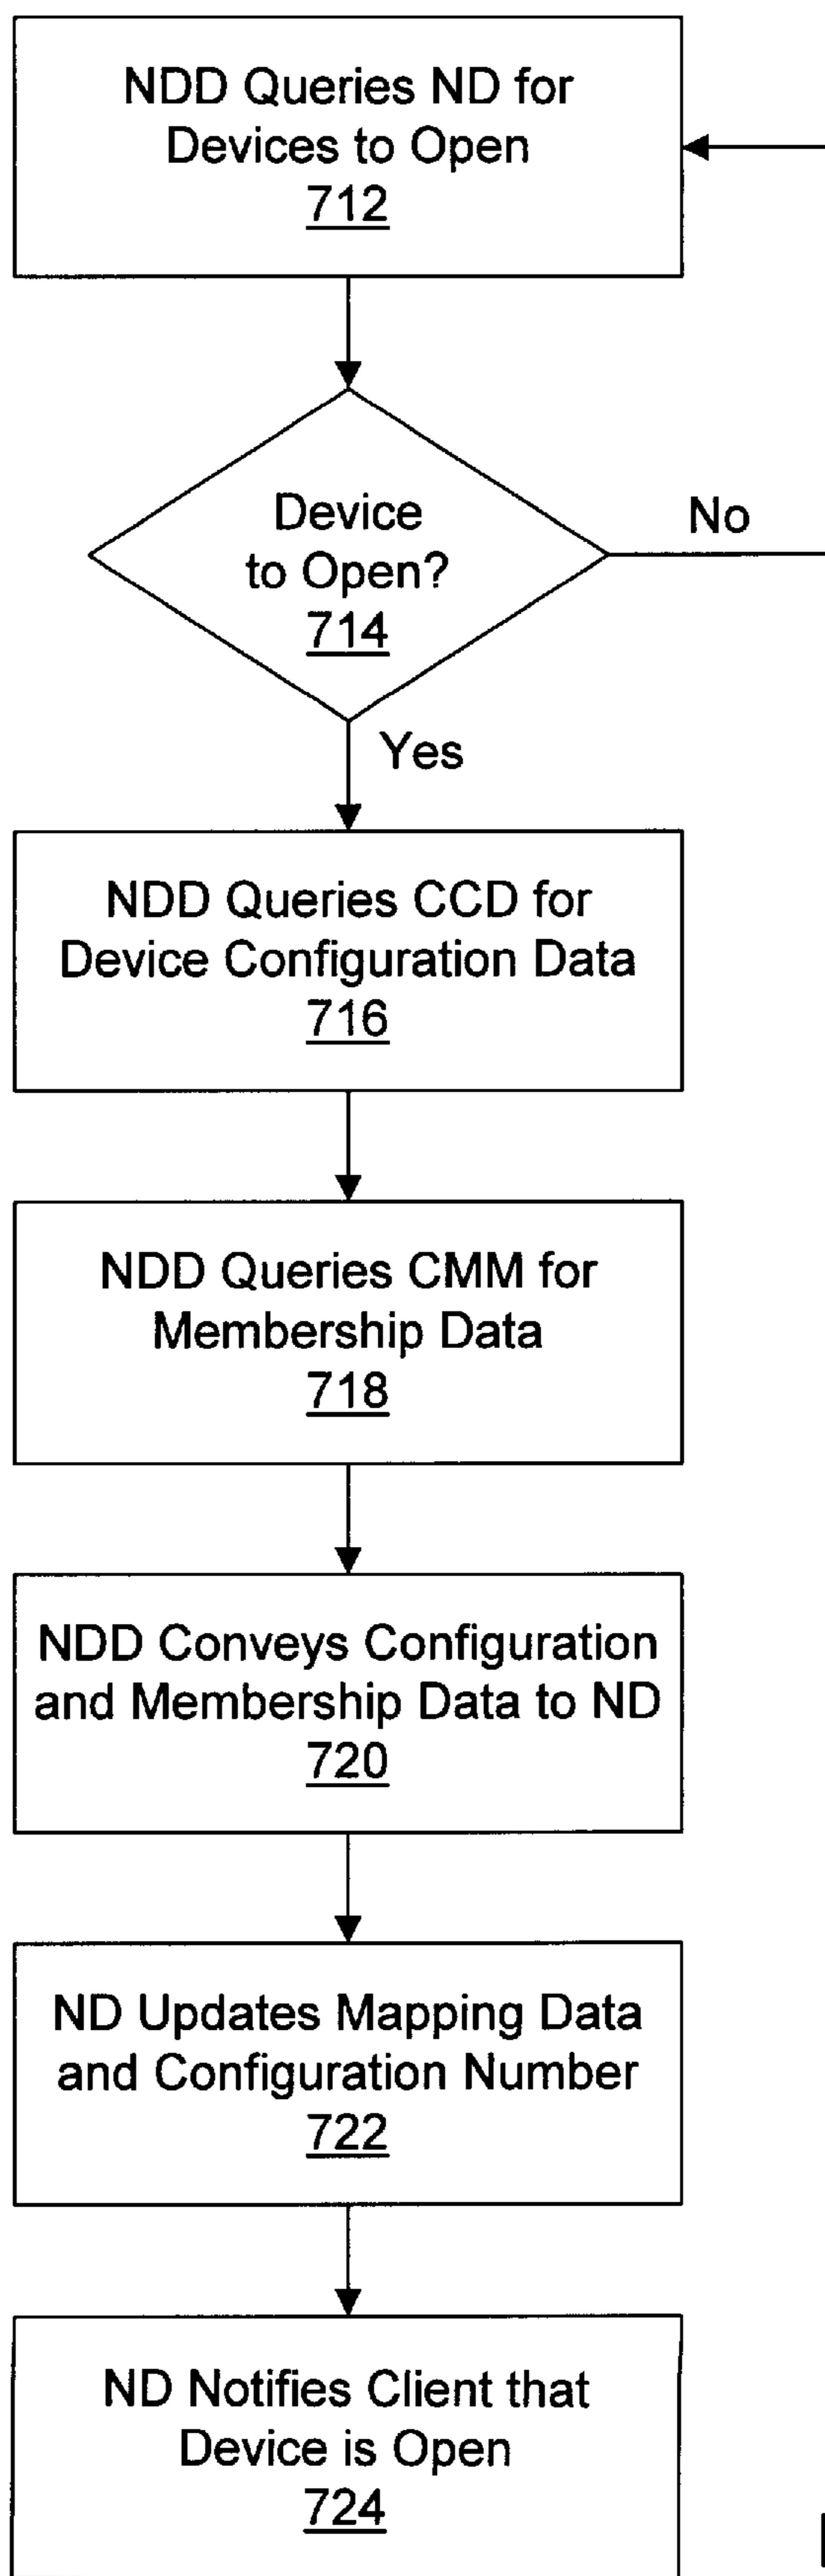 NDD Queries ND for
Devices to Open
712
Device
to Open?
714
No
Yes
NDD Queries CCD for
Device Configuration Data
716
NDD Queries CMM for
Membership Data
718
NDD Conveys Configuration
and Membership Data to ND
720
ND Updates Mapping Data
and Configuration Number
722
ND Notifies Client that
Device is Open
724